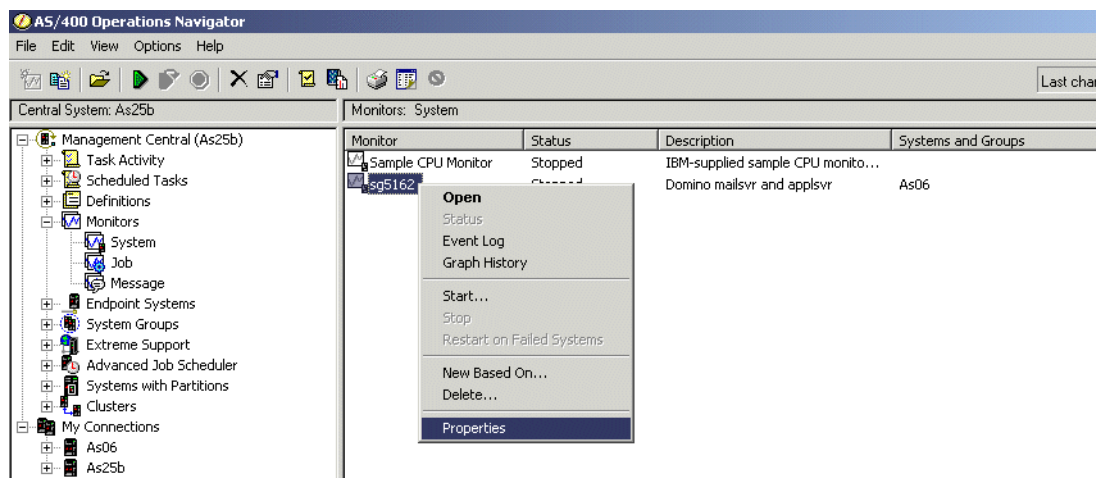 AS/400 Operations Navigator
File Edit View Options Help
Last char
Central System: As25b
Monitors: System
Management Central (As25b)
Task Activity
Scheduled Tasks
Definitions
Monitors
System
Job
Message
Endpoint Systems
System Groups
Extreme Support
Advanced Job Scheduler
Systems with Partitions
Clusters
My Connections
As06
As25b
Monitor Status Description Systems and Groups
Sample CPU Monitor Stopped IBM-supplied sample CPU monito...
sg5162 Stopped Domino mailsvr and applsvr As06
Open
Status
Event Log
Graph History
Start...
Stop
Restart on Failed Systems
New Based On...
Delete...
Properties